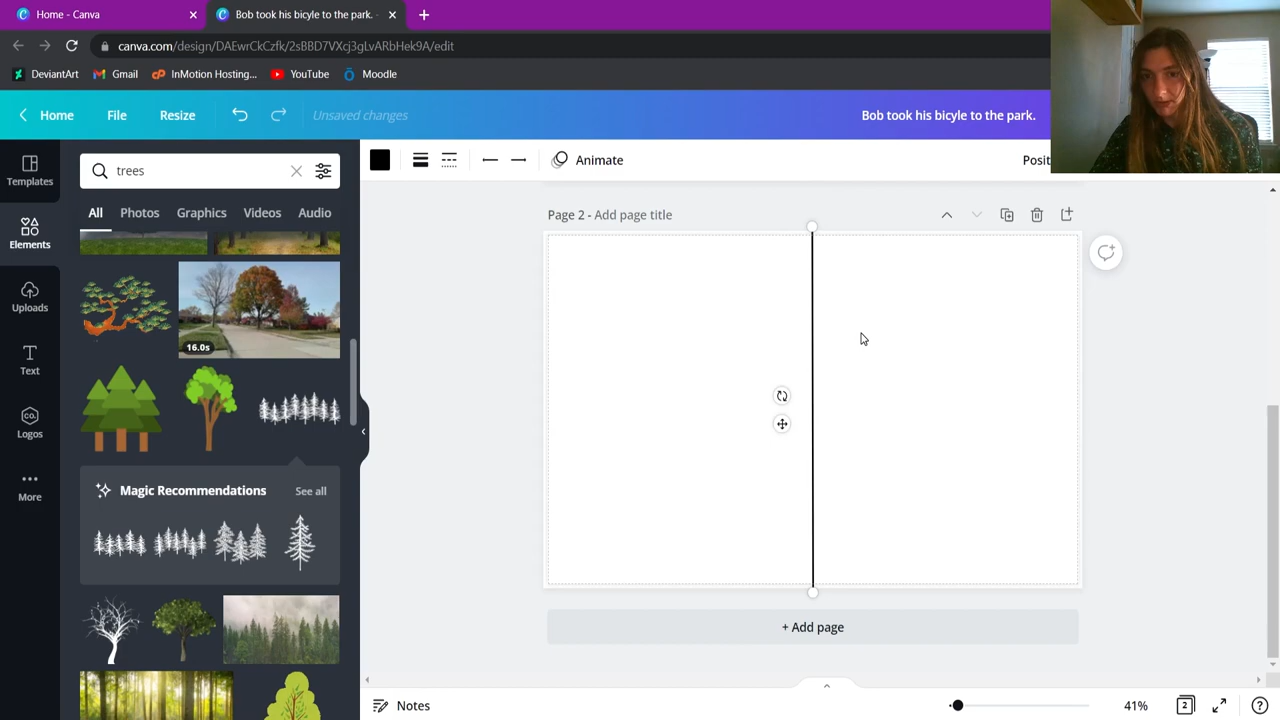 Home - Canva
Bob took his bicyle to the park. -
canva.com/design/DAEwrCkCzfk/2sBBD7VXcj3gLvARbHek9A/edit
DeviantArt
Gmail
InMotion Hosting...
YouTube
Moodle
Home
File
Resize
Unsaved changes
Bob took his bicyle to the park.
Templates
Elements
Uploads
Text
CO.
Logos
More
trees
All
Photos
Graphics
Videos
Audio
16.0s
Magic Recommendations
See all
Animate
Posit
Page 2 - Add page title
+ Add page
Notes
41%
2
?